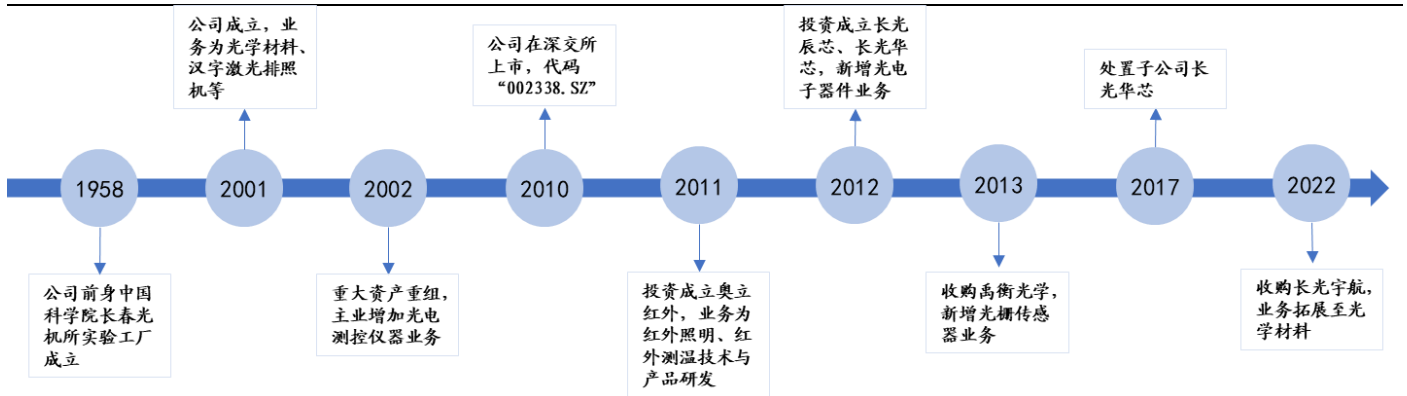 公司成立，业
务为光学材料、
汉字激光排照
机等
公司在深交所
上市，代码
“002338.SZ”
投资成立长光
辰芯、长光华
芯，新增光电
子器件业务
处置子公司长
光华芯
1958
2001
2002
2010
2011
2012
2013
2017
2022
公司前身中国
科学院长春光
机所实验工厂
成立
重大资产重组，
主业增加光电
测控仪器业务
投资成立奥立
红外，业务为
红外照明、红
外测温技术与
产品研发
收购禹衡光学，
新增光栅传感
器业务
收购长光宇航，
业务拓展至光
学材料